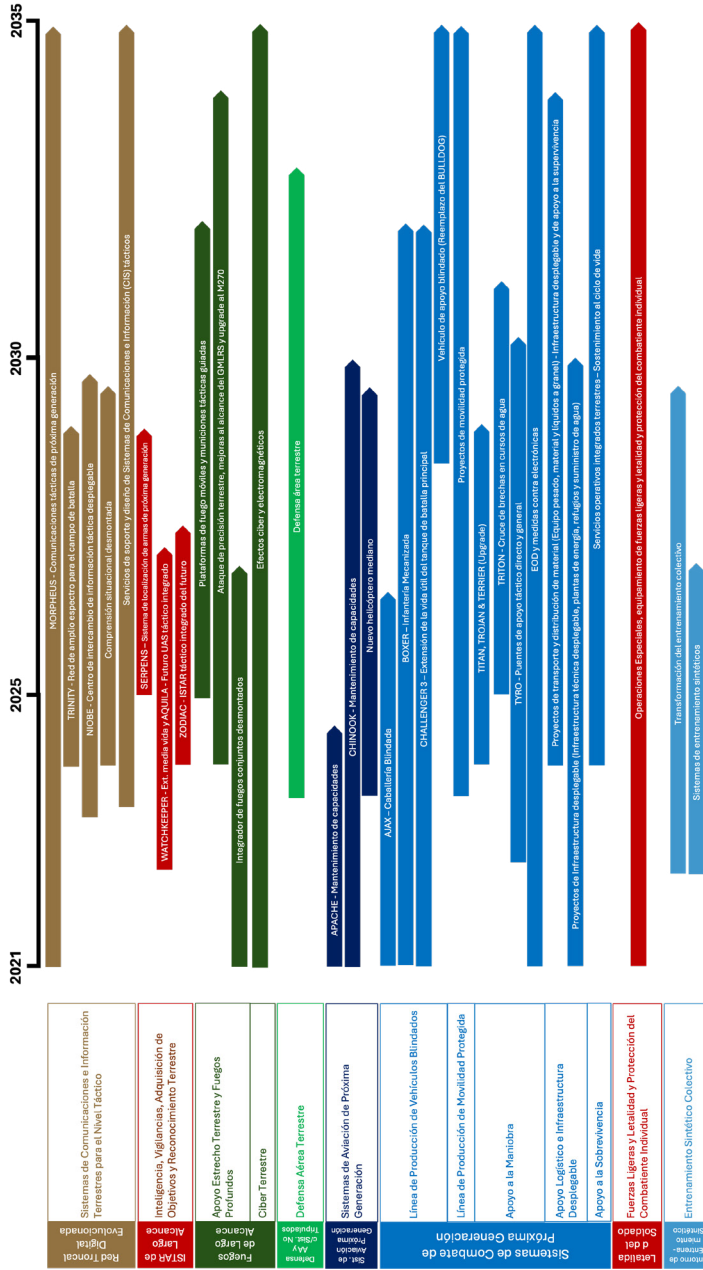 2021
2025
2030
2035
Red Troncal
Digital
Evolucionada
Sistemas de Comunicaciones e Información
Terrestres para el Nivel Táctico
MORPHEUS – Comunicaciones tácticas de próxima generación
TRINITY - Red de amplio espectro para el campo de batalla
NIOBE - Centro de intercambio de información táctica desplegable
Comprensión situacional desmontada
Servicios de soporte y diseño de Sistemas de Comunicaciones e Información (CIS) tácticos
ISTAR de
Largo
Alcance
Inteligencia, Vigilancias, Adquisición de
Objetivos y Reconocimiento Terrestre
SERPENS – Sistema de localización de armas de próxima generación
WATCHKEEPER - Ext. media vida y AQUILA - Futuro UAS táctico integrado
ZODIAC - ISTAR táctico integrado del futuro
Fuegos
de Largo
Alcance
Apoyo Estrecho Terrestre y Fuegos
Profundos
Plataformas de fuego móviles y municiones tácticas guiadas
Ataque de precisión terrestre, mejoras al alcance del GMLRS y upgrade al M270
Integrador de fuegos conjuntos desmontados
Ciber Terrestre
Efectos ciber y electromagnéticos
Defensa
AA y
c/Sist. No
Tripulados
Defensa Aérea Terrestre
Defensa área terrestre
Sist. de
Aviación
Próxima
Generación
Sistemas de Aviación de Próxima
Generación
APACHE - Mantenimiento de capacidades
CHINOOK - Mantenimiento de capacidades
Nuevo helicóptero mediano
Sistemas de Combate de
Próxima Generación
Línea de Producción de Vehículos Blindados
AJAX – Caballería Blindada
BOXER – Infantería Mecanizada
CHALLENGER 3 – Extensión de la vida útil del tanque de batalla principal
Vehículo de apoyo blindado (Reemplazo del BULLDOG)
Línea de Producción de Movilidad Protegida
Proyectos de movilidad protegida
Apoyo a la Maniobra
TITAN, TROJAN & TERRIER (Upgrade)
TRITON - Cruce de brechas en cursos de agua
TYRO - Puentes de apoyo táctico directo y general
EOD y medidas contra electrónicas
Apoyo Logístico e Infraestructura
Desplegable
Proyectos de transporte y distribución de material (Equipo pesado, material y líquidos a granel) - Infraestructura desplegable y de apoyo a la supervivencia
Proyectos de Infraestructura desplegable (Infraestructura técnica desplegable, plantas de energía, refugios y suministro de agua)
Apoyo a la Sobrevivencia
Servicios operativos integrados terrestres – Sostenimiento al ciclo de vida
Letalida
d del
Soldado
Fuerzas Ligeras y Letalidad y Protección del
Combatiente Individual
Operaciones Especiales, equipamiento de fuerzas ligeras y letalidad y protección del combatiente individual
Entorno de
Entrena-
miento
Sintético
Entrenamiento Sintético Colectivo
Transformación del entrenamiento colectivo
Sistemas de entrenamiento sintéticos